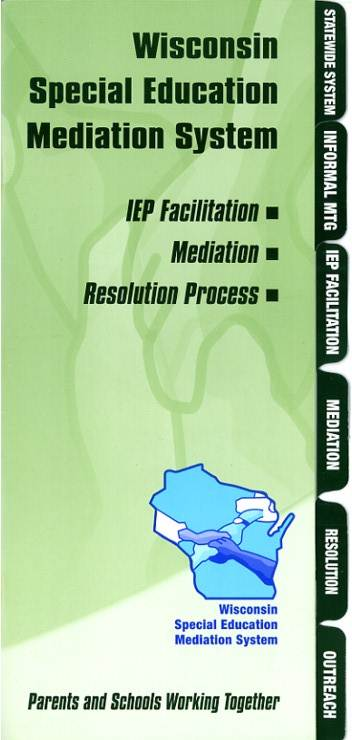 Wisconsin
Special Education
Mediation System
IEP Facilitation ■
Mediation ■
Resolution Process ■
Wisconsin
Special Education
Mediation System
Parents and Schools Working Together
STATEWIDE SYSTEM
INFORMAL MTG
IEP FACILITATION
MEDIATION
RESOLUTION
OUTREACH